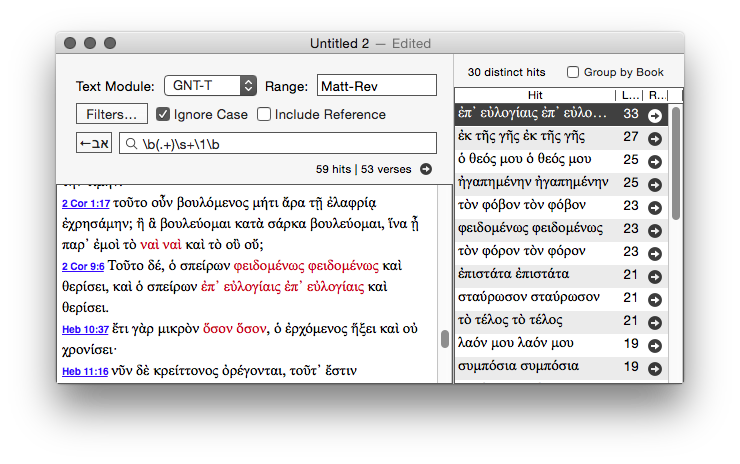 Untitled 2 — Edited
Text Module: GNT-T Range: Matt-Rev
Filters... Ignore Case Include Reference
←אב \b(.+)\s+\1\b
59 hits | 53 verses
2 Cor 1:17 τοῦτο οὖν βουλόμενος μήτι ἄρα τῇ ἐλαφρίᾳ
ἐχρησάμην; ἢ ἃ βουλεύομαι κατὰ σάρκα βουλεύομαι, ἵνα ᾖ
παρ’ ἐμοὶ τὸ ναὶ ναὶ καὶ τὸ οὒ οὔ;
2 Cor 9:6 Τοῦτο δέ, ὁ σπείρων φειδομένως φειδομένως καὶ
θερίσει, καὶ ὁ σπείρων ἐπ’ εὐλογίαις ἐπ’ εὐλογίαις καὶ
θερίσει.
Heb 10:37 ἔτι γὰρ μικρὸν ὅσον ὅσον, ὁ ἐρχόμενος ἥξει καὶ οὐ
χρονίσει·
Heb 11:16 νῦν δὲ κρείττονος ὀρέγονται, τοῦτ’ ἔστιν
30 distinct hits Group by Book
Hit L... R...
ἐπ’ εὐλογίαις ἐπ’ εὐλο… 33
ἐκ τῆς γῆς ἐκ τῆς γῆς 27
ὁ θεός μου ὁ θεός μου 25
ἠγαπημένην ἠγαπημένην 25
τὸν φόβον τὸν φόβον 23
φειδομένως φειδομένως 23
τὸν φόρον τὸν φόρον 23
ἐπιστάτα ἐπιστάτα 21
σταύρωσον σταύρωσον 21
τὸ τέλος τὸ τέλος 21
λαόν μου λαόν μου 19
συμπόσια συμπόσια 19